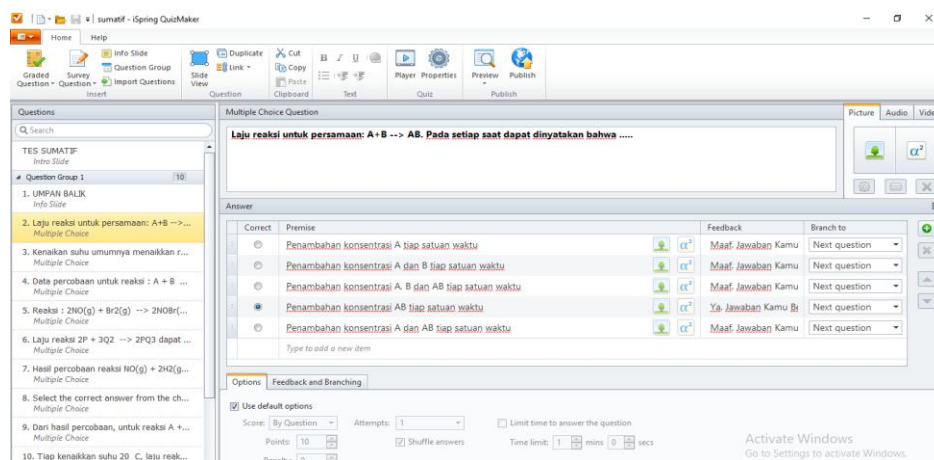 sumatif - iSpring QuizMaker
Home Help
Graded Question
Survey Question
Info Slide
Question Group
Import Questions
Insert
Slide View
Duplicate
Link
Question
Cut
Copy
Paste
Clipboard
B I U
Text
Player Properties
Quiz
Preview Publish
Publish
Questions
Search
TES SUMATIF
Intro Slide
Question Group 1 10
1. UMPAN BALIK
Info Slide
2. Laju reaksi untuk persamaan: A+B -->...
Multiple Choice
3. Kenaikan suhu umumnya menaikkan r...
Multiple Choice
4. Data percobaan untuk reaksi : A + B ...
Multiple Choice
5. Reaksi : 2NO(g) + Br2(g) --> 2NOBr(...
Multiple Choice
6. Laju reaksi 2P + 3Q2 --> 2PQ3 dapat ...
Multiple Choice
7. Hasil percobaan reaksi NO(g) + 2H2(g...
Multiple Choice
8. Select the correct answer from the ch...
Multiple Choice
9. Dari hasil percobaan, untuk reaksi A +...
Multiple Choice
10. Tiap kenaikkan suhu 20 C, laju reak...
Multiple Choice Question
Picture Audio Vide
Laju reaksi untuk persamaan: A+B --> AB. Pada setiap saat dapat dinyatakan bahwa .....
α²
Answer
Correct Premise Feedback Branch to
Penambahan konsentrasi A tiap satuan waktu α² Maaf. Jawaban Kamu Next question
Penambahan konsentrasi A dan B tiap satuan waktu α² Maaf. Jawaban Kamu Next question
Penambahan konsentrasi A, B dan AB tiap satuan waktu α² Maaf. Jawaban Kamu Next question
Penambahan konsentrasi AB tiap satuan waktu α² Ya. Jawaban Kamu Be Next question
Penambahan konsentrasi A dan AB tiap satuan waktu α² Maaf. Jawaban Kamu Next question
Type to add a new item
Options Feedback and Branching
Use default options
Score: By Question Attempts: 1 Limit time to answer the question
Points: 10 Shuffle answers Time limit: 1 mins 0 secs
Penalty: 0
Activate Windows
Go to Settings to activate Windows.